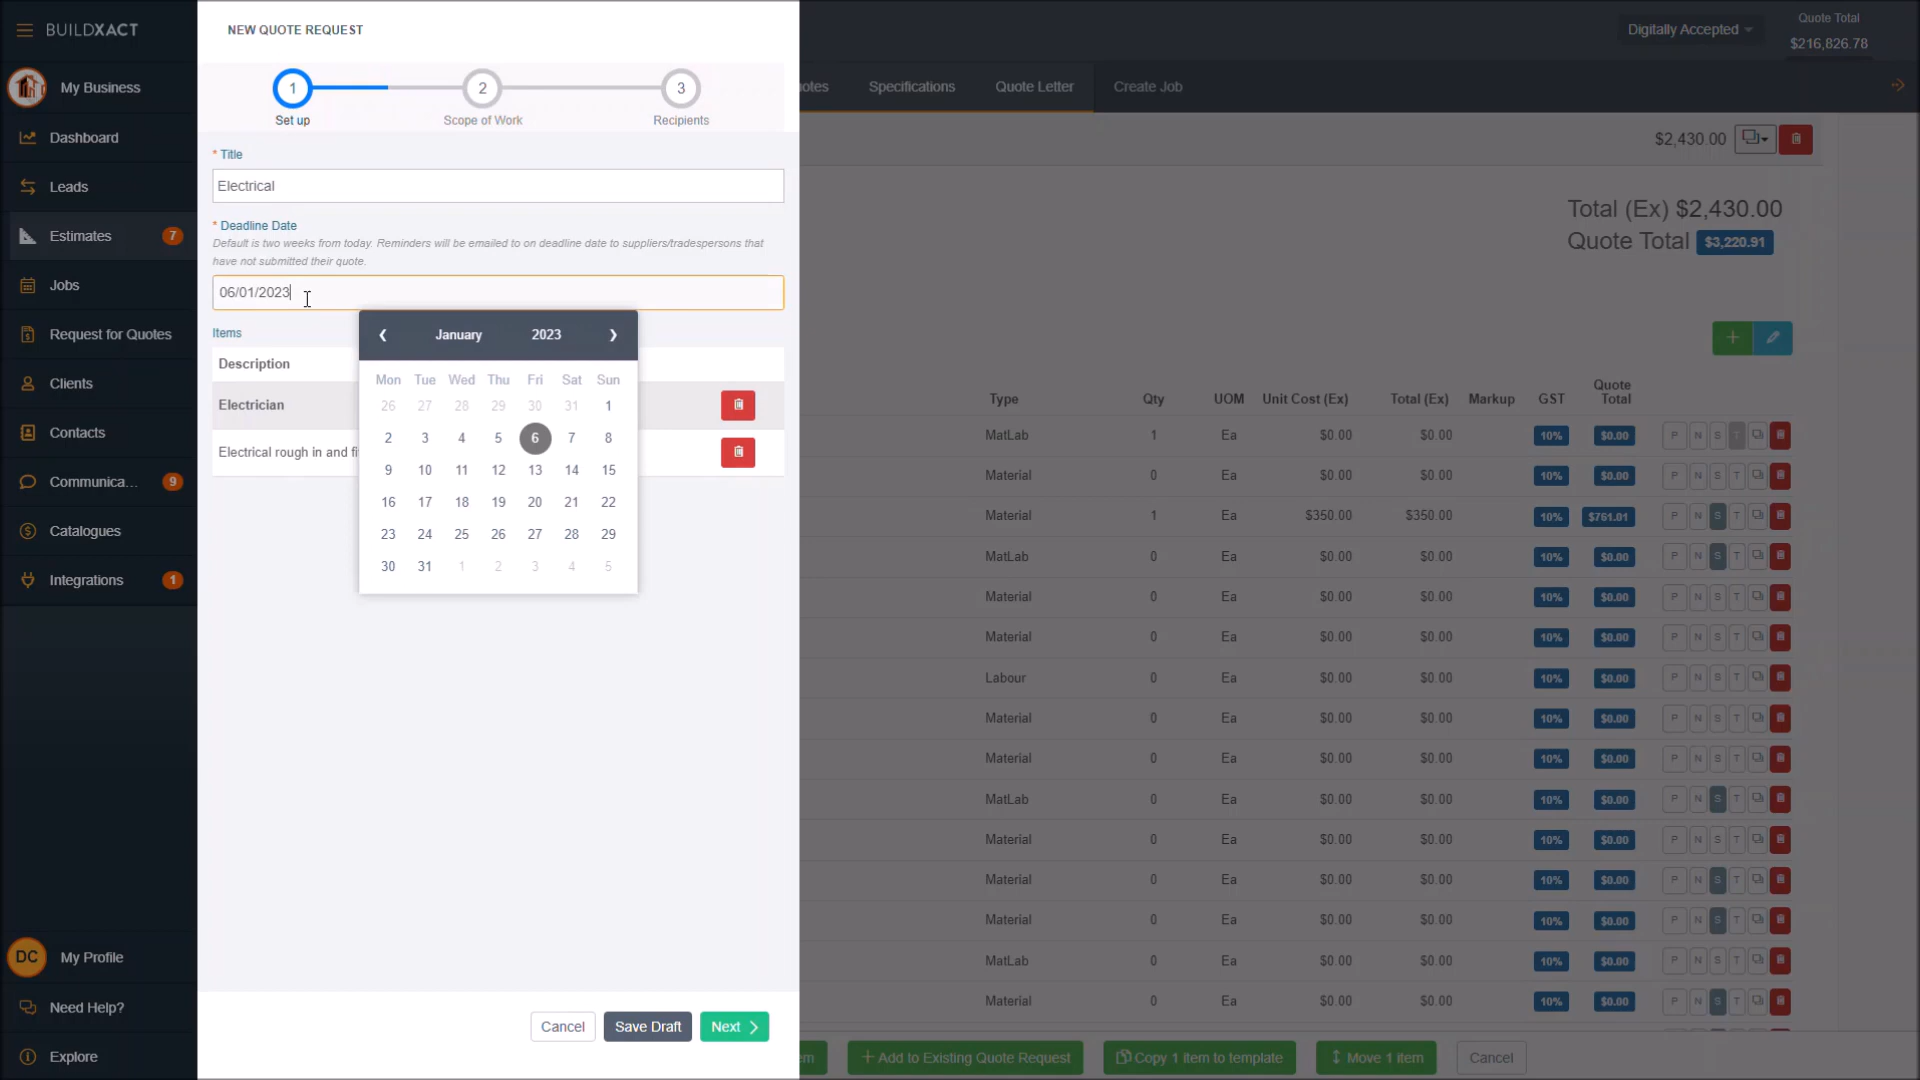 BUILDXACT
My Business
Dashboard
Leads
Estimates 7
Jobs
Request for Quotes
Clients
Contacts
Communica... 9
Catalogues
Integrations 1
DC My Profile
Need Help?
Explore
NEW QUOTE REQUEST
1 2 3
Set up Scope of Work Recipients
* Title
Electrical
* Deadline Date
Default is two weeks from today. Reminders will be emailed to on deadline date to suppliers/tradespersons that
have not submitted their quote.
06/01/2023
Items
Description
Electrician
Electrical rough in and fi
January 2023
Mon Tue Wed Thu Fri Sat Sun
26 27 28 29 30 31 1
2 3 4 5 6 7 8
9 10 11 12 13 14 15
16 17 18 19 20 21 22
23 24 25 26 27 28 29
30 31 1 2 3 4 5
Cancel Save Draft Next
Digitally Accepted
Quote Total
$216,826.78
otes Specifications Quote Letter Create Job
$2,430.00
Total (Ex) $2,430.00
Quote Total $3,220.91
Type Qty UOM Unit Cost (Ex) Total (Ex) Markup GST Quote Total
MatLab 1 Ea $0.00 $0.00 10% $0.00 P N S T
Material 0 Ea $0.00 $0.00 10% $0.00 P N S T
Material 1 Ea $350.00 $350.00 10% $761.01 P N S T
MatLab 0 Ea $0.00 $0.00 10% $0.00 P N S T
Material 0 Ea $0.00 $0.00 10% $0.00 P N S T
Material 0 Ea $0.00 $0.00 10% $0.00 P N S T
Labour 0 Ea $0.00 $0.00 10% $0.00 P N S T
Material 0 Ea $0.00 $0.00 10% $0.00 P N S T
Material 0 Ea $0.00 $0.00 10% $0.00 P N S T
MatLab 0 Ea $0.00 $0.00 10% $0.00 P N S T
Material 0 Ea $0.00 $0.00 10% $0.00 P N S T
Material 0 Ea $0.00 $0.00 10% $0.00 P N S T
Material 0 Ea $0.00 $0.00 10% $0.00 P N S T
MatLab 0 Ea $0.00 $0.00 10% $0.00 P N S T
Material 0 Ea $0.00 $0.00 10% $0.00 P N S T
em + Add to Existing Quote Request Copy 1 item to template Move 1 item Cancel